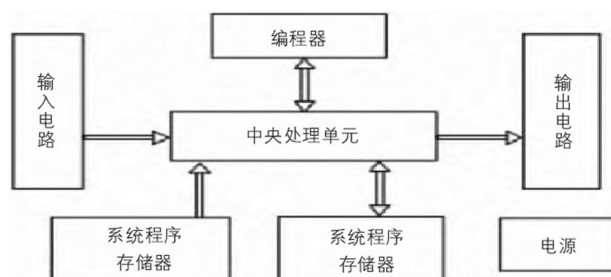 编程器
输入电路
中央处理单元
输出电路
系统程序
存储器
系统程序
存储器
电源